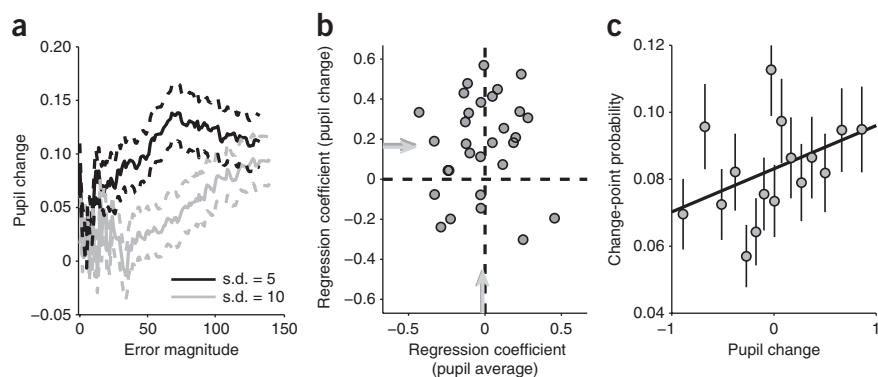 a
Pupil change
0.20
0.15
0.10
0.05
0
−0.05
0
50
100
150
Error magnitude
s.d. = 5
s.d. = 10
b
Regression coefficient (pupil change)
0.6
0.4
0.2
0
−0.2
−0.4
−0.6
−0.5
0
0.5
Regression coefficient
(pupil average)
c
Change-point probability
0.12
0.10
0.08
0.06
0.04
−1
0
1
Pupil change